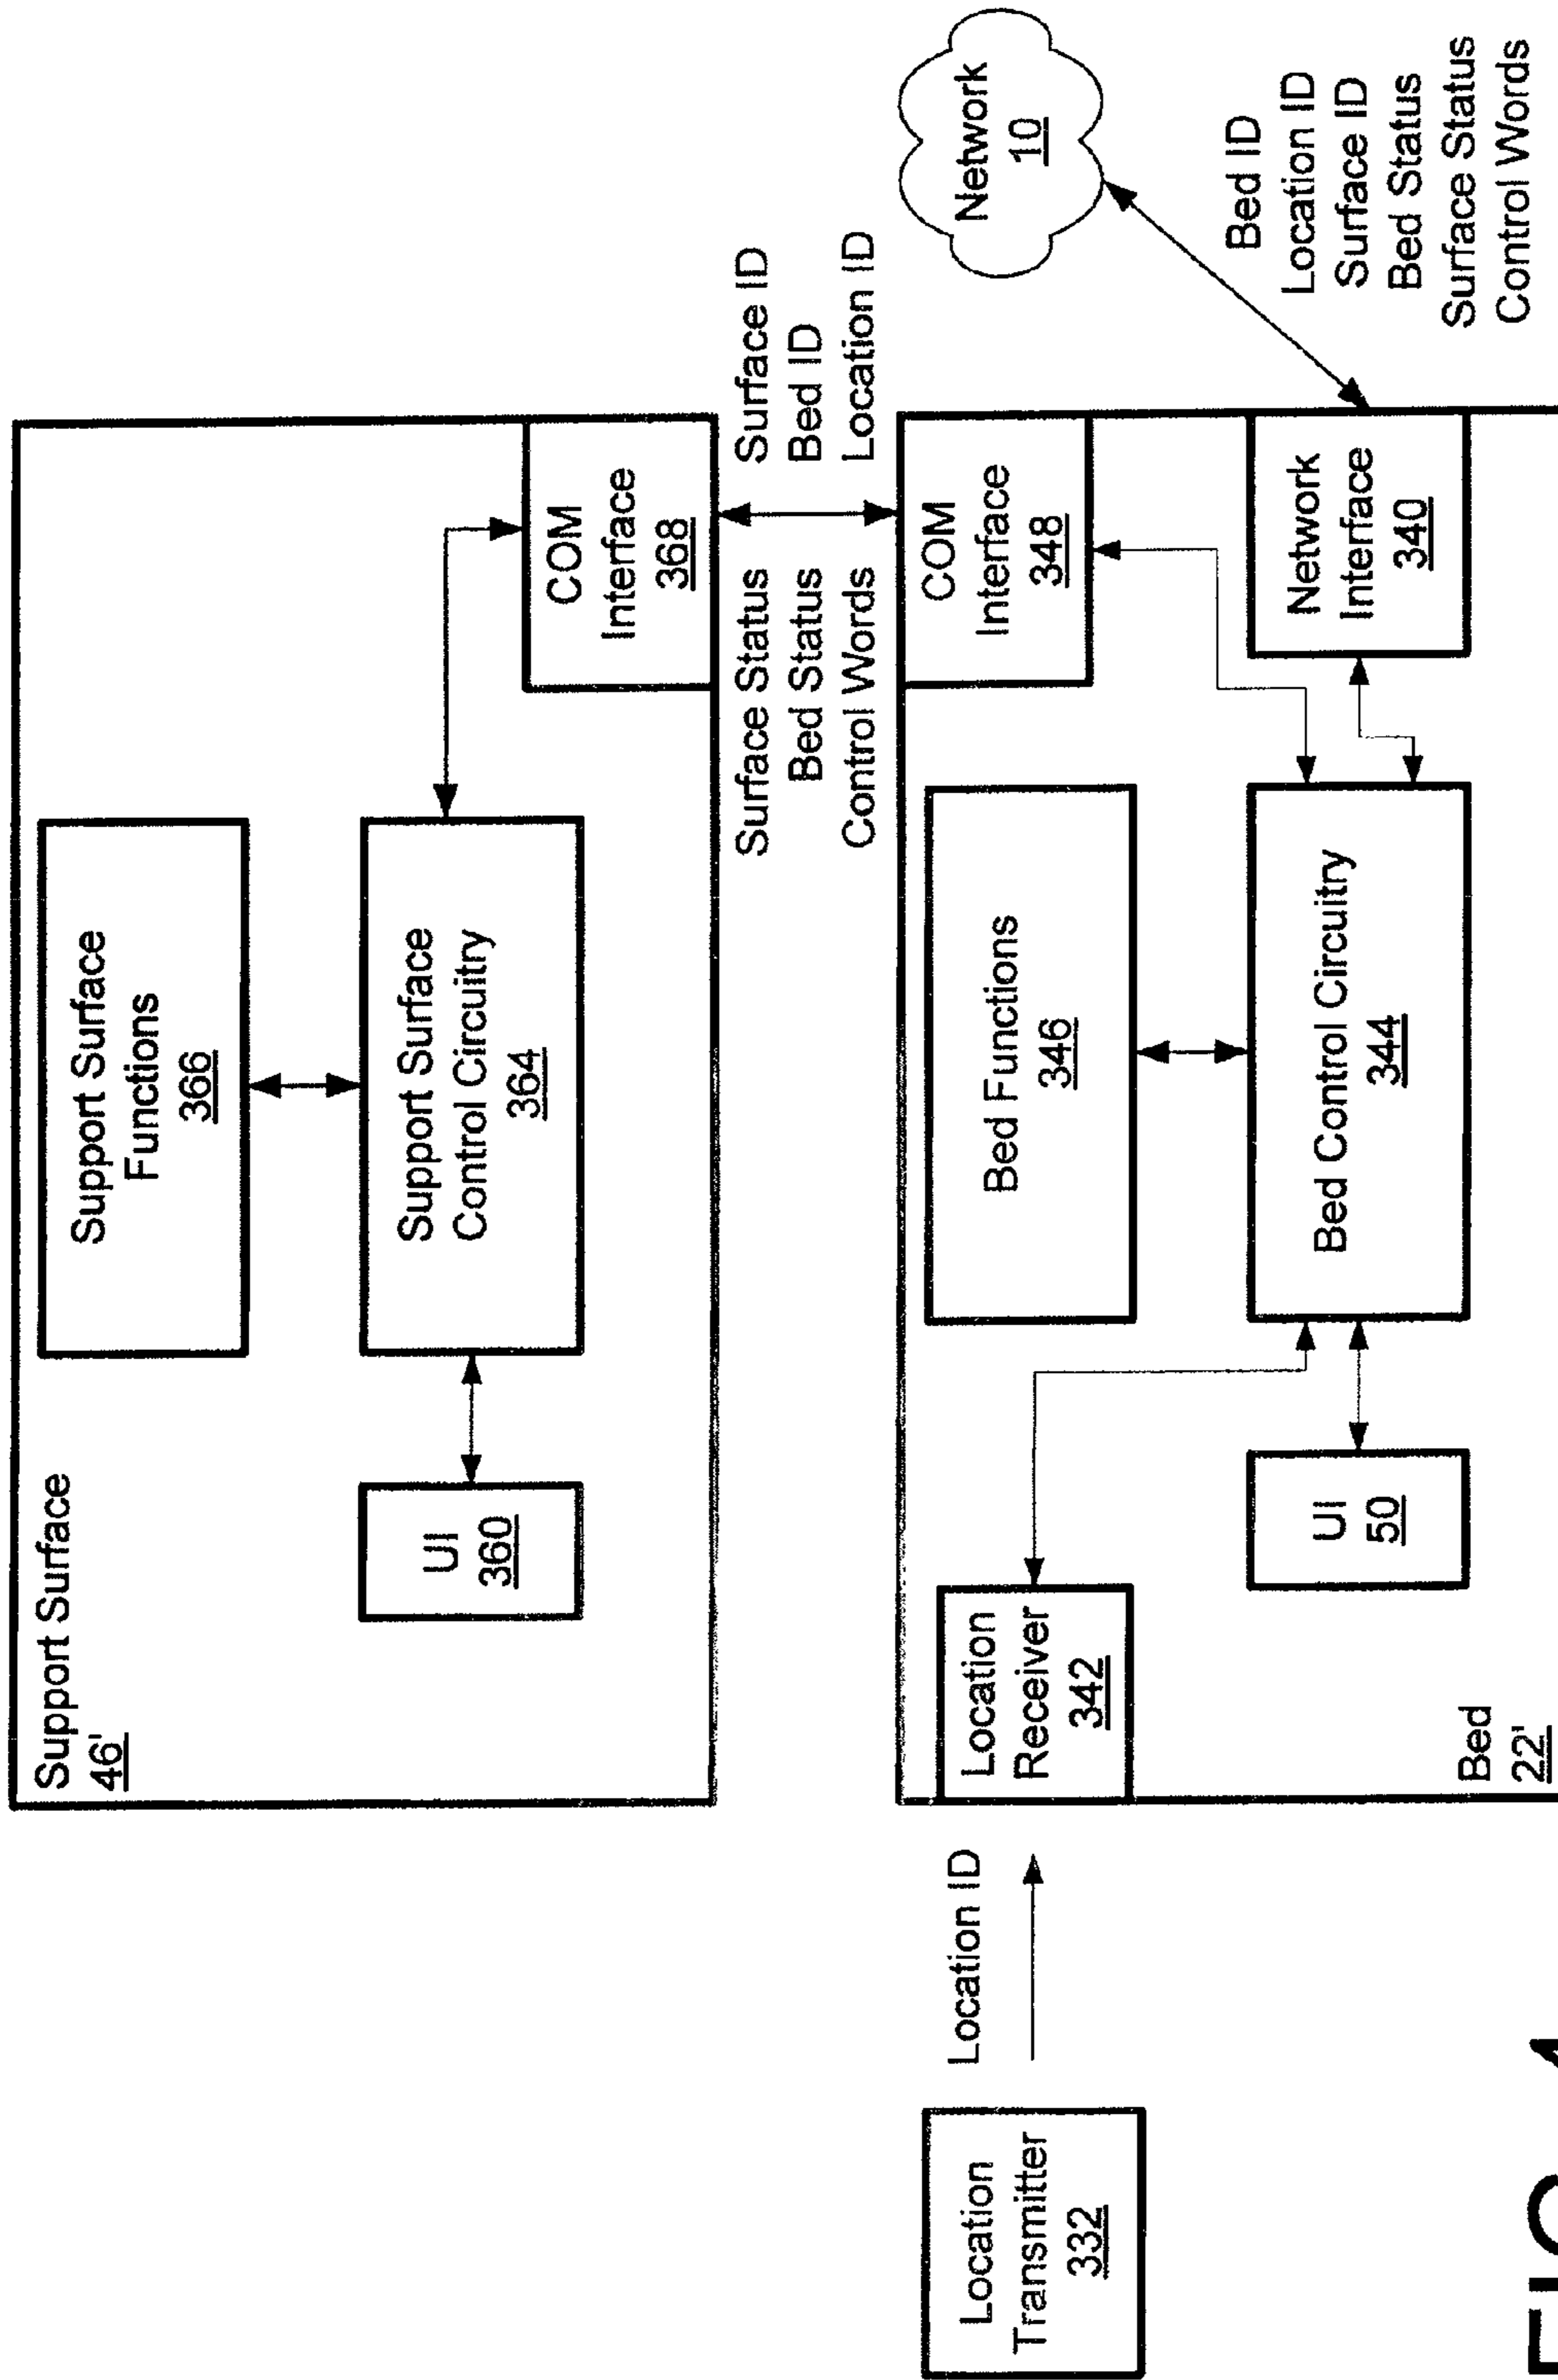 Support Surface
46'
Support Surface
Functions
366
UI
360
Support Surface
Control Circuitry
364
COM
Interface
368
Surface Status
Bed Status
Control Words
Surface ID
Bed ID
Location ID
Location
Transmitter
332
Location ID
Location
Receiver
342
Bed Functions
346
COM
Interface
348
Network
10
UI
50
Bed Control Circuitry
344
Network
Interface
340
Bed ID
Location ID
Surface ID
Bed Status
Surface Status
Control Words
Bed
22'